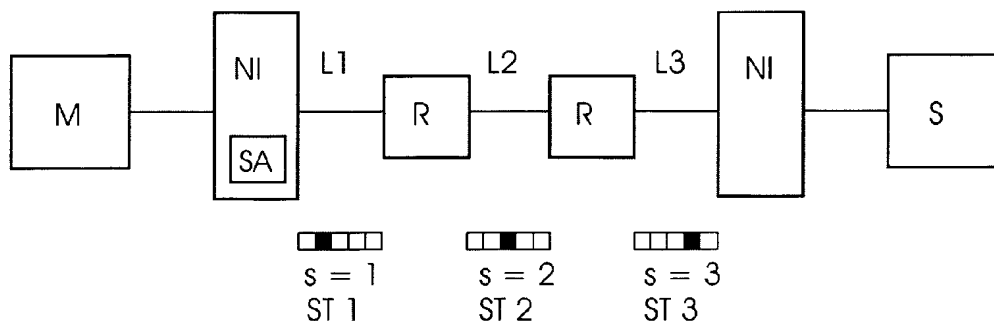 M
NI
SA
L1
R
L2
R
L3
NI
S
s = 1
ST 1
s = 2
ST 2
s = 3
ST 3